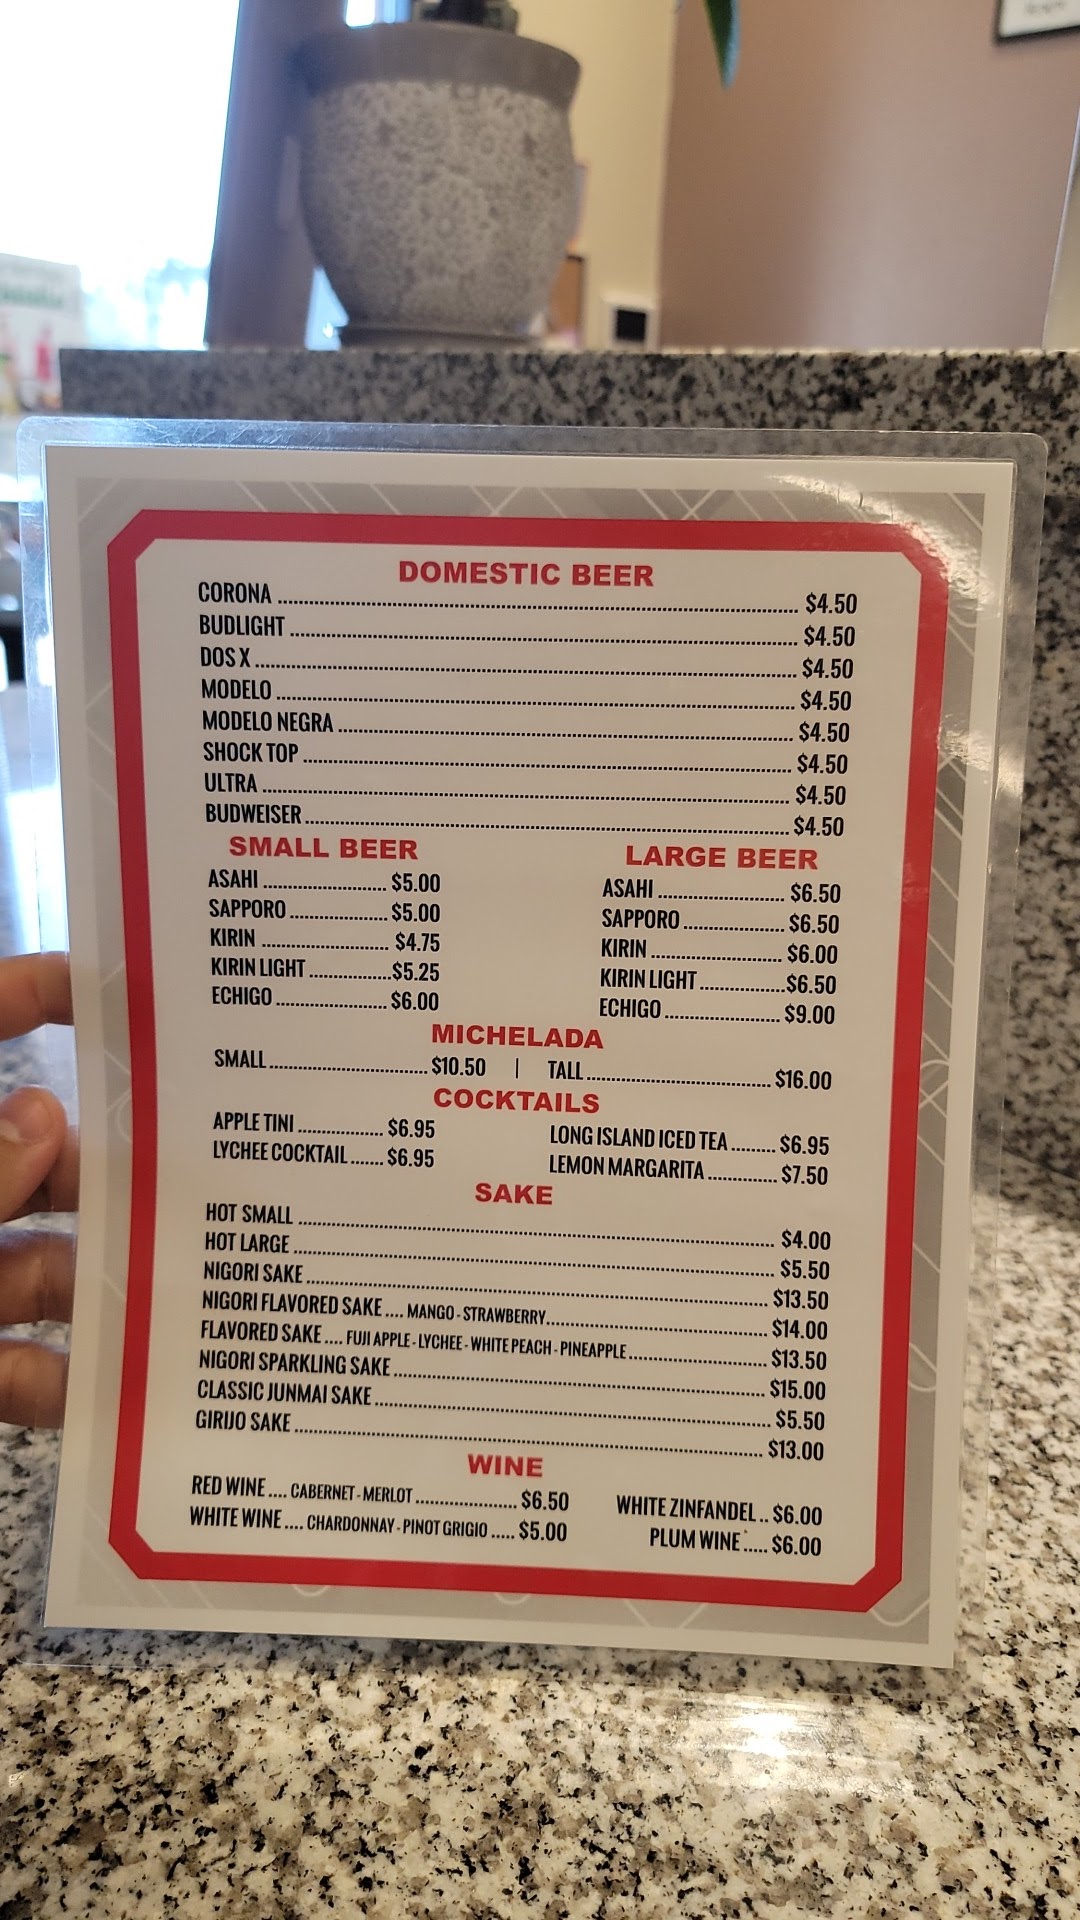 DOMESTIC BEER
CORONA ........ $4.50
BUDLIGHT ........ $4.50
DOS X ........ $4.50
MODELO ........ $4.50
MODELO NEGRA ........ $4.50
SHOCK TOP ........ $4.50
ULTRA ........ $4.50
BUDWEISER ........ $4.50
SMALL BEER
ASAHI ........ $5.00
SAPPORO ........ $5.00
KIRIN ........ $4.75
KIRIN LIGHT ........ $5.25
ECHIGO ........ $6.00
LARGE BEER
ASAHI ........ $6.50
SAPPORO ........ $6.50
KIRIN ........ $6.00
KIRIN LIGHT ........ $6.50
ECHIGO ........ $9.00
MICHELADA
SMALL ........ $10.50 | TALL ........ $16.00
COCKTAILS
APPLE TINI ........ $6.95
LYCHEE COCKTAIL ....... $6.95
LONG ISLAND ICED TEA ......... $6.95
LEMON MARGARITA ........ $7.50
SAKE
HOT SMALL ........ $4.00
HOT LARGE ........ $5.50
NIGORI SAKE ........ $13.50
NIGORI FLAVORED SAKE .... MANGO - STRAWBERRY ........ $14.00
FLAVORED SAKE .... FUJI APPLE - LYCHEE - WHITE PEACH - PINEAPPLE ........ $13.50
NIGORI SPARKLING SAKE ........ $15.00
CLASSIC JUNMAI SAKE ........ $5.50
GIRIJO SAKE ........ $13.00
WINE
RED WINE .... CABERNET - MERLOT ........ $6.50
WHITE WINE .... CHARDONNAY - PINOT GRIGIO ..... $5.00
WHITE ZINFANDEL .. $6.00
PLUM WINE ..... $6.00